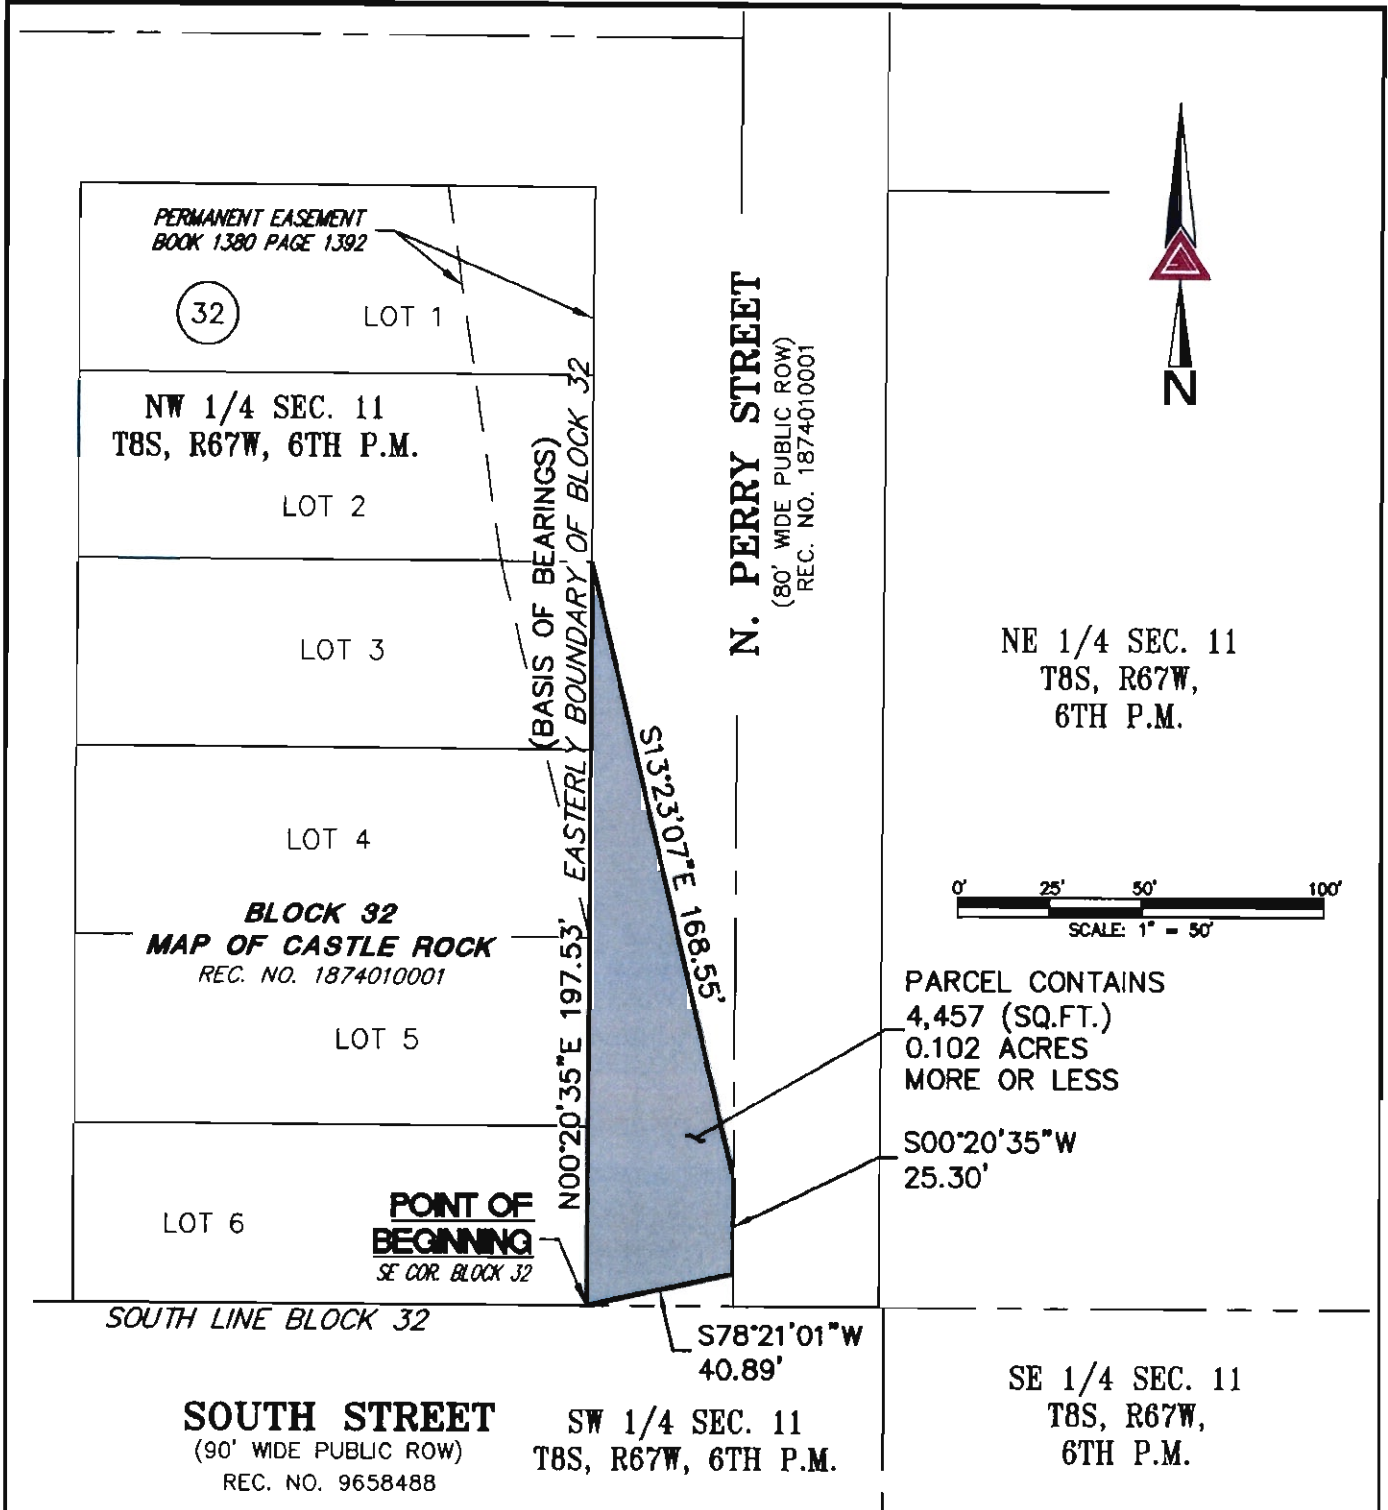 PERMANENT EASEMENT
BOOK 1380 PAGE 1392
32
LOT 1
NW 1/4 SEC. 11
T8S, R67W, 6TH P.M.
LOT 2
LOT 3
LOT 4
BLOCK 32
MAP OF CASTLE ROCK
REC. NO. 1874010001
LOT 5
LOT 6
POINT OF
BEGINNING
SE COR. BLOCK 32
SOUTH LINE BLOCK 32
SOUTH STREET
(90' WIDE PUBLIC ROW)
REC. NO. 9658488
(BASIS OF BEARINGS)
EASTERLY BOUNDARY OF BLOCK 32
N00°20'35"E 197.53'
S13°23'07"E 168.55'
N. PERRY STREET
(80' WIDE PUBLIC ROW)
REC. NO. 1874010001
N
NE 1/4 SEC. 11
T8S, R67W,
6TH P.M.
0' 25' 50' 100'
SCALE: 1" = 50'
PARCEL CONTAINS
4,457 (SQ.FT.)
0.102 ACRES
MORE OR LESS
S00°20'35"W
25.30'
S78°21'01"W
40.89'
SW 1/4 SEC. 11
T8S, R67W, 6TH P.M.
SE 1/4 SEC. 11
T8S, R67W,
6TH P.M.